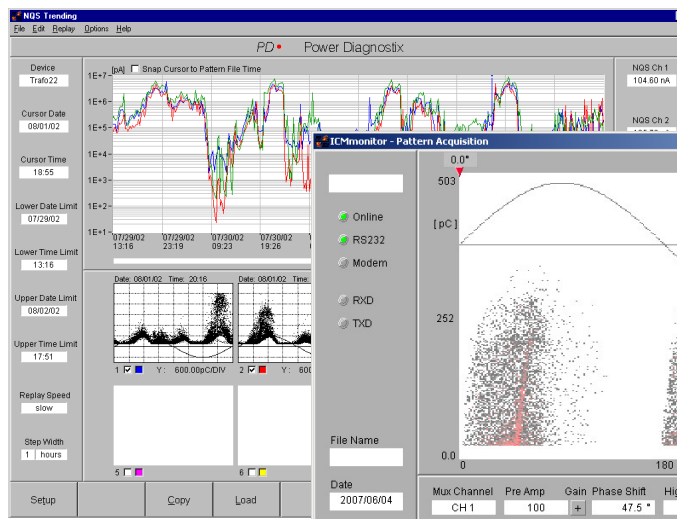 NQS Trending
File Edit Replay Options Help
PD • Power Diagnostix
Device
Trafo22
Cursor Date
08/01/02
Cursor Time
18:55
Lower Date Limit
07/29/02
Lower Time Limit
13:16
Upper Date Limit
08/02/02
Upper Time Limit
17:51
Replay Speed
slow
Step Width
1 hours
[pA] Snap Cursor to Pattern File Time
1E+7
1E+6
1E+5
1E+4
1E+3
1E+2
1E+1
07/29/02 07/29/02 07/30/02 07/30/02
13:16 23:19 09:23 19:26
NQS Ch 1
104.60 nA
NQS Ch 2
Date: 08/01/02 Time: 20:16 Date: 08/01/02 Time:
1 Y: 600.00pC/DIV 2 Y: 600
5 6
Setup Copy Load
ICMmonitor - Pattern Acquisition
Online
RS232
Modem
RXD
TXD
File Name
Date
2007/06/04
0.0°
503
[pC]
252
0.0
0 180
Mux Channel Pre Amp Gain Phase Shift
CH 1 100 + 47.5 °